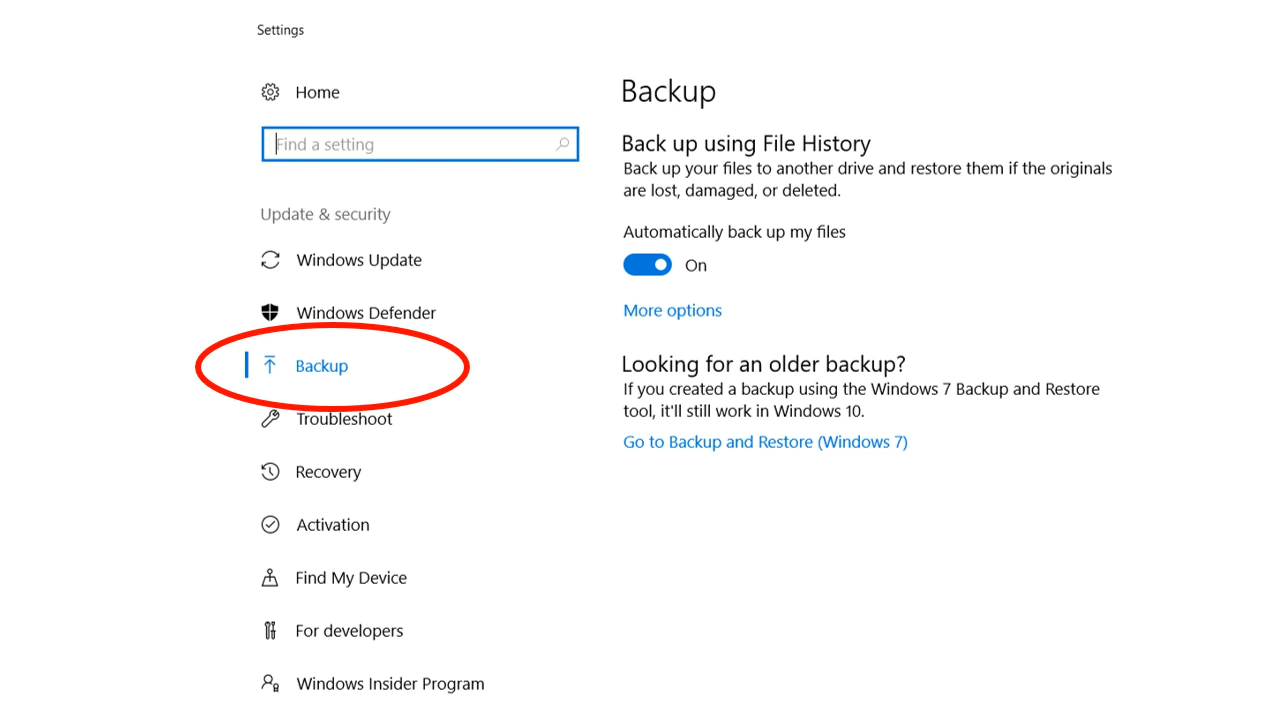 Settings
Home
Find a setting
Update & security
Windows Update
Windows Defender
Backup
Troubleshoot
Recovery
Activation
Find My Device
For developers
Windows Insider Program
Backup
Back up using File History
Back up your files to another drive and restore them if the originals
are lost, damaged, or deleted.
Automatically back up my files
On
More options
Looking for an older backup?
If you created a backup using the Windows 7 Backup and Restore
tool, it'll still work in Windows 10.
Go to Backup and Restore (Windows 7)